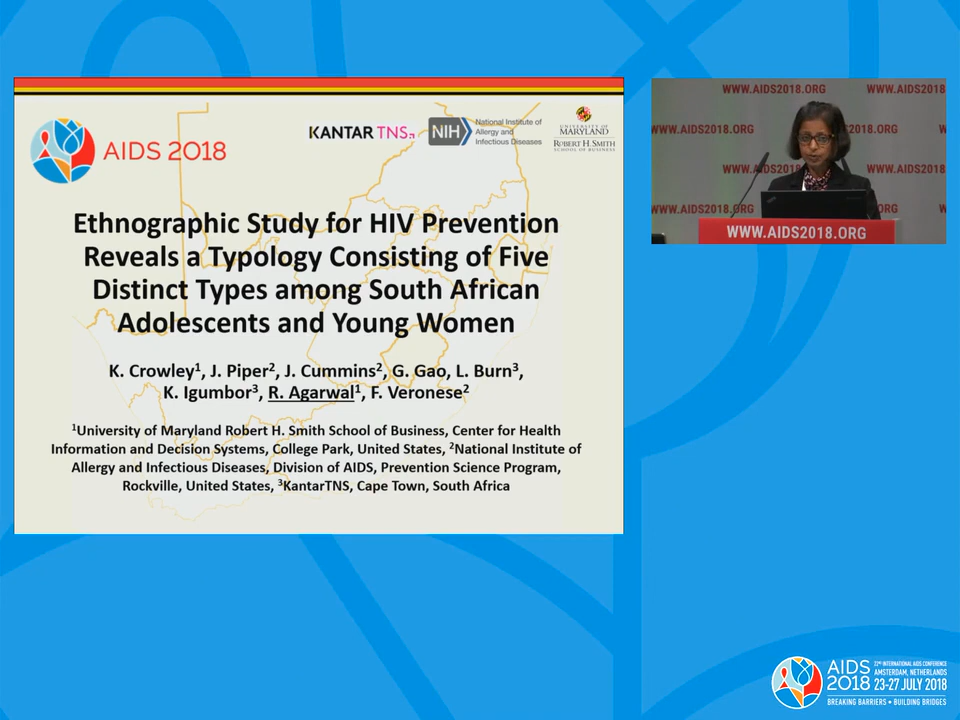 KANTAR TNS
NIH
National Institute of
Allergy and
Infectious Diseases
UNIVERSITY OF
MARYLAND
ROBERT H. SMITH
SCHOOL OF BUSINESS
AIDS 2018
Ethnographic Study for HIV Prevention
Reveals a Typology Consisting of Five
Distinct Types among South African
Adolescents and Young Women
K. Crowley¹, J. Piper², J. Cummins², G. Gao, L. Burn³,
K. Igumbor³, R. Agarwal¹, F. Veronese²
¹University of Maryland Robert H. Smith School of Business, Center for Health
Information and Decision Systems, College Park, United States, ²National Institute of
Allergy and Infectious Diseases, Division of AIDS, Prevention Science Program,
Rockville, United States, ³KantarTNS, Cape Town, South Africa
WWW.AIDS2018.ORG WWW.AIDS2018
WWW.AIDS2018.ORG .ORG
WWW.AIDS2018
WWW.AIDS2018.ORG
WWW.AIDS2018.ORG
AIDS
2018
22ND INTERNATIONAL AIDS CONFERENCE
AMSTERDAM, NETHERLANDS
23-27 JULY 2018
BREAKING BARRIERS • BUILDING BRIDGES